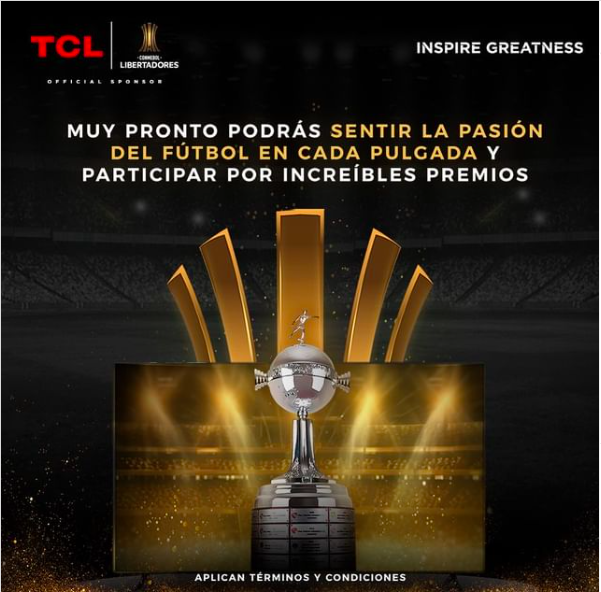 TCL
CONMEBOL
LIBERTADORES
OFFICIAL SPONSOR
INSPIRE GREATNESS
MUY PRONTO PODRÁS SENTIR LA PASIÓN
DEL FÚTBOL EN CADA PULGADA Y
PARTICIPAR POR INCREÍBLES PREMIOS
APLICAN TÉRMINOS Y CONDICIONES